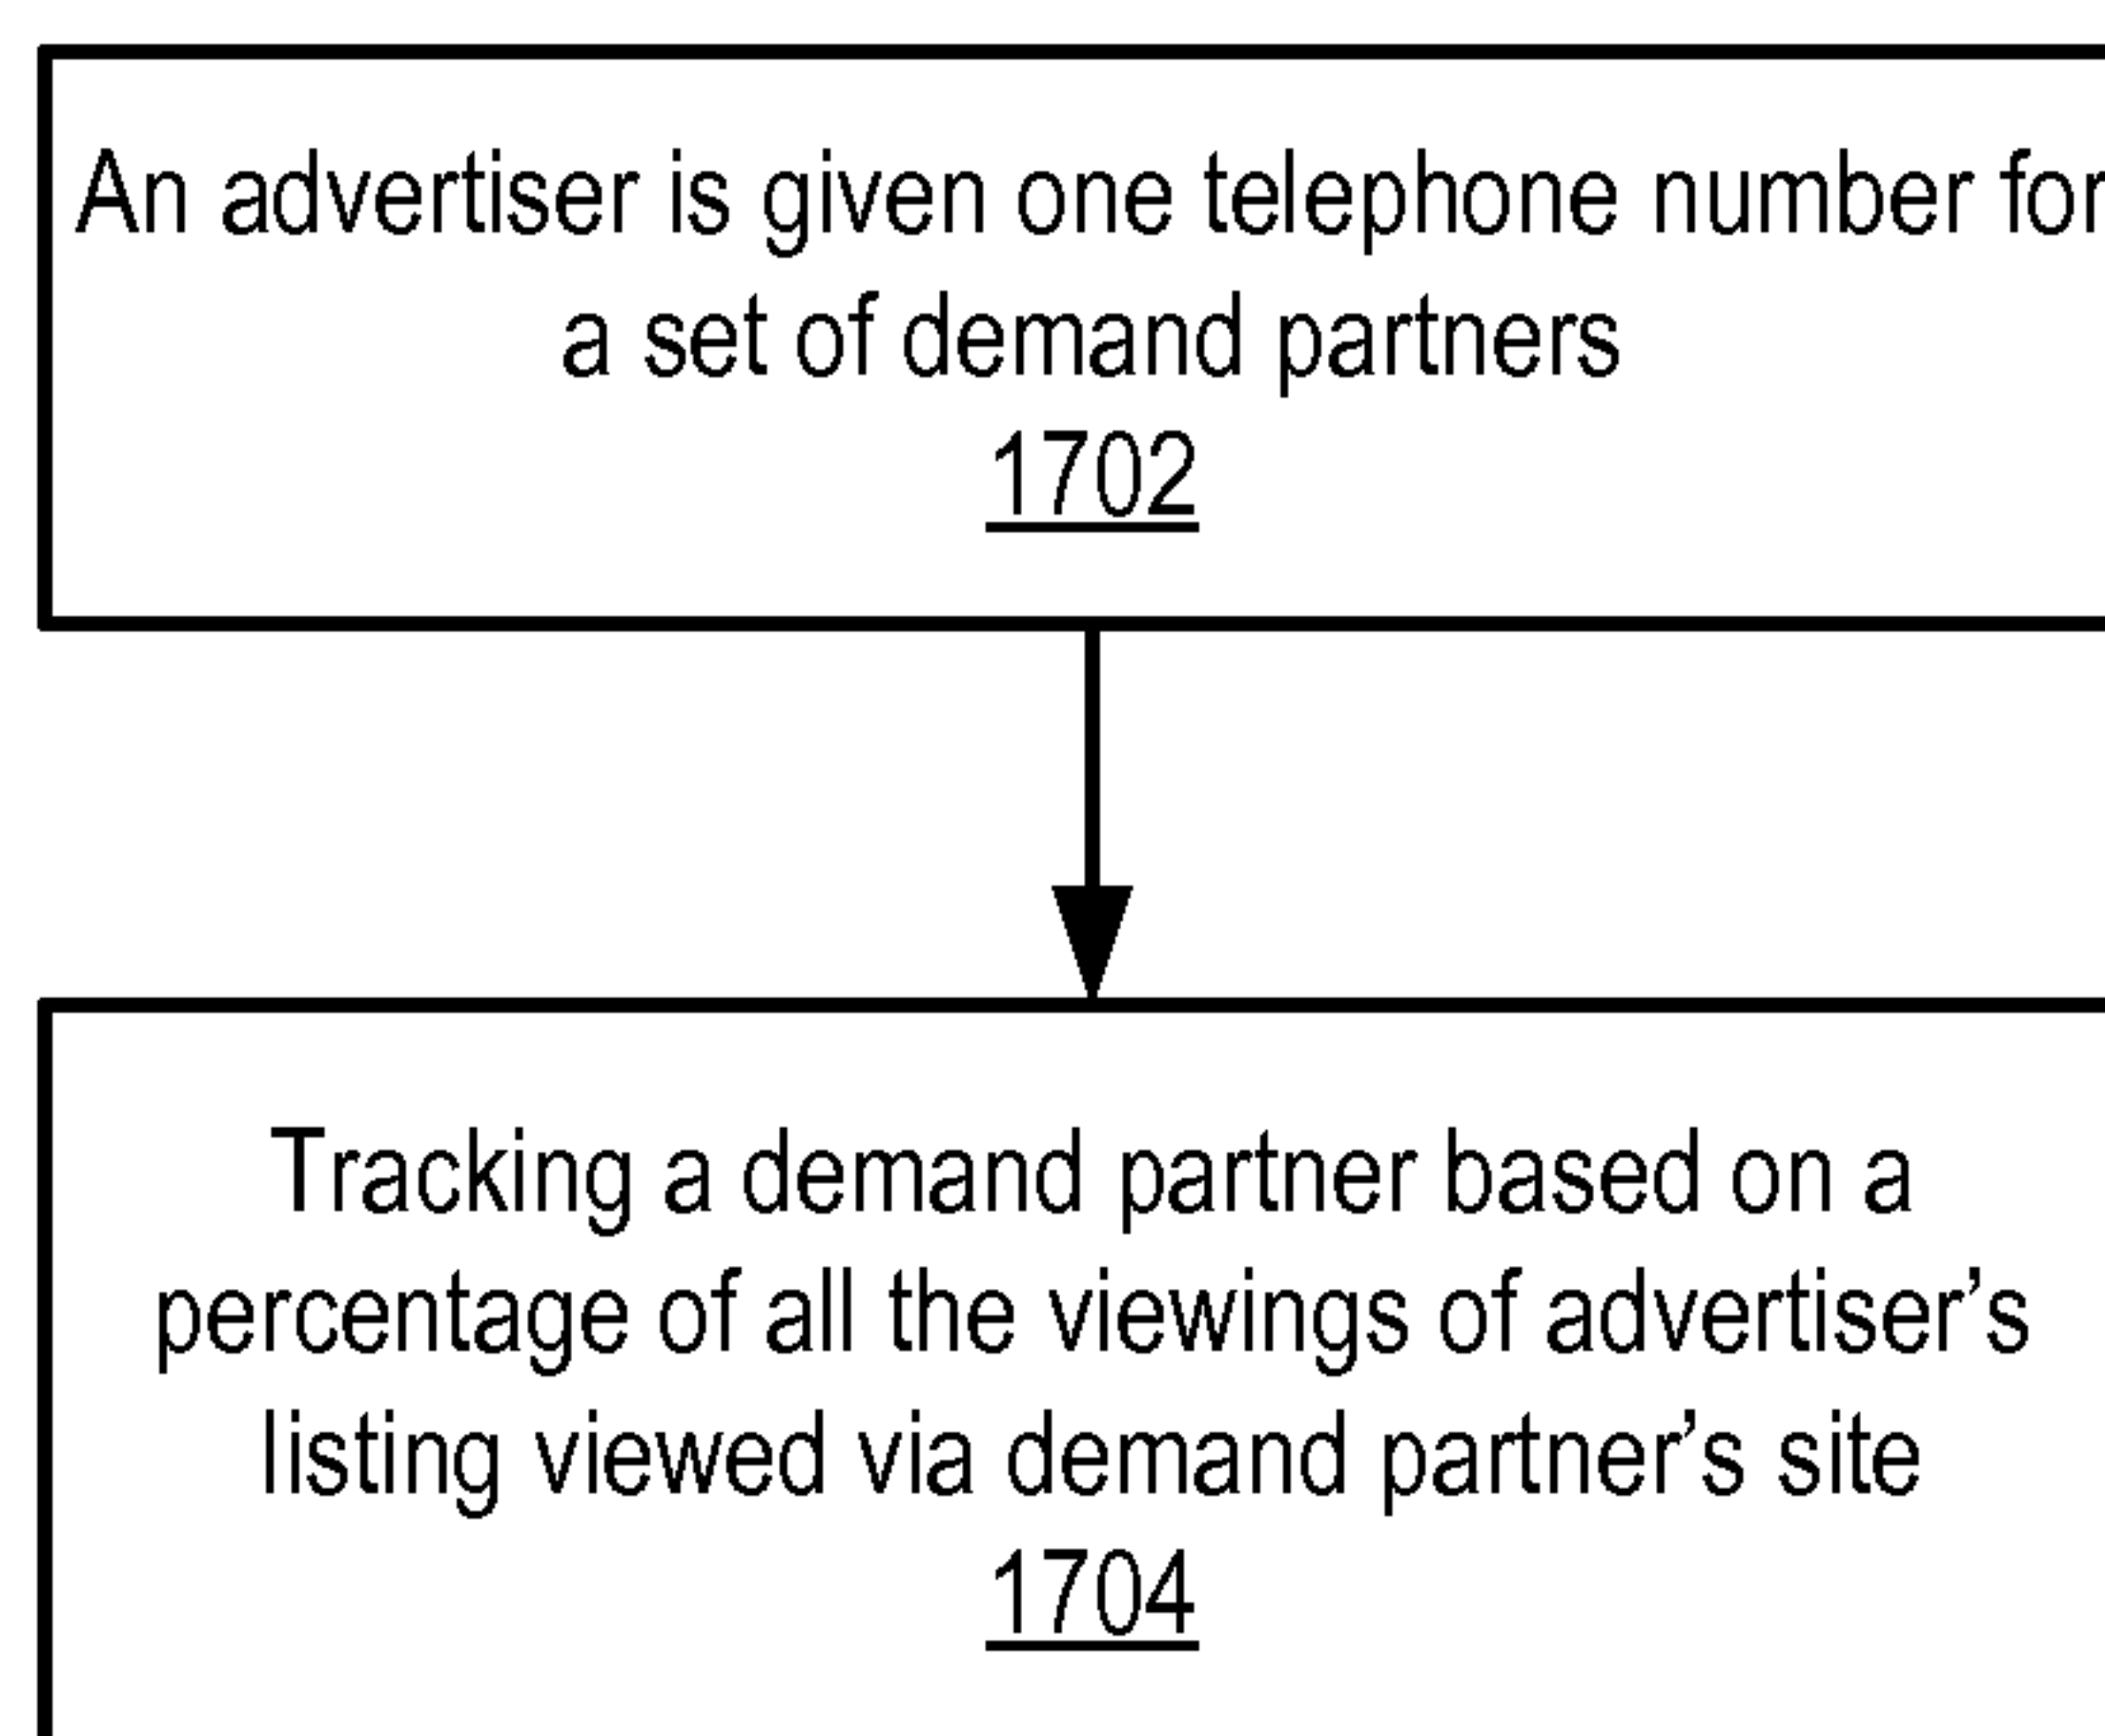 An advertiser is given one telephone number for
a set of demand partners
1702
Tracking a demand partner based on a
percentage of all the viewings of advertiser’s
listing viewed via demand partner’s site
1704